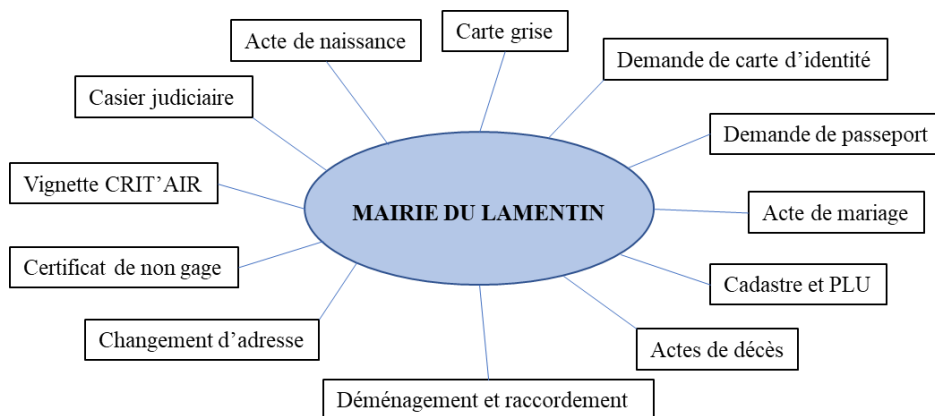 Carte grise
Acte de naissance
Demande de carte d’identité
Casier judiciaire
Demande de passeport
Vignette CRIT’AIR
MAIRIE DU LAMENTIN
Acte de mariage
Certificat de non gage
Cadastre et PLU
Changement d’adresse
Actes de décès
Déménagement et raccordement